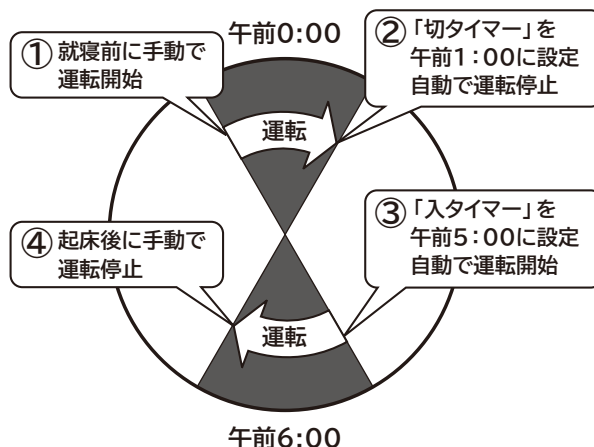 午前0:00
① 就寝前に手動で
運転開始
② 「切タイマー」を
午前1:00に設定
自動で運転停止
運転
③ 「入タイマー」を
午前5:00に設定
自動で運転開始
④ 起床後に手動で
運転停止
運転
午前6:00